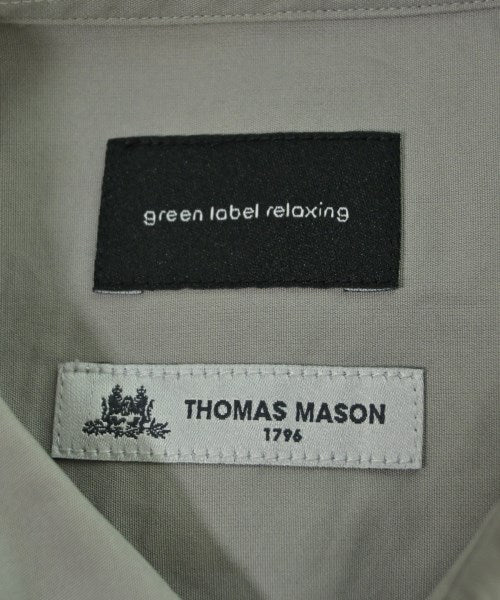 green label relaxing
THOMAS MASON
1796